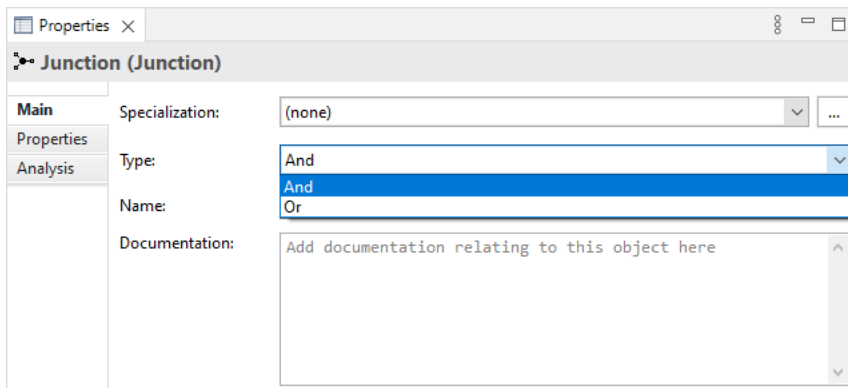 Properties
Junction (Junction)
Main
Specialization:
(none)
...
Properties
Type:
And
Analysis
And
Name:
Or
Documentation:
Add documentation relating to this object here